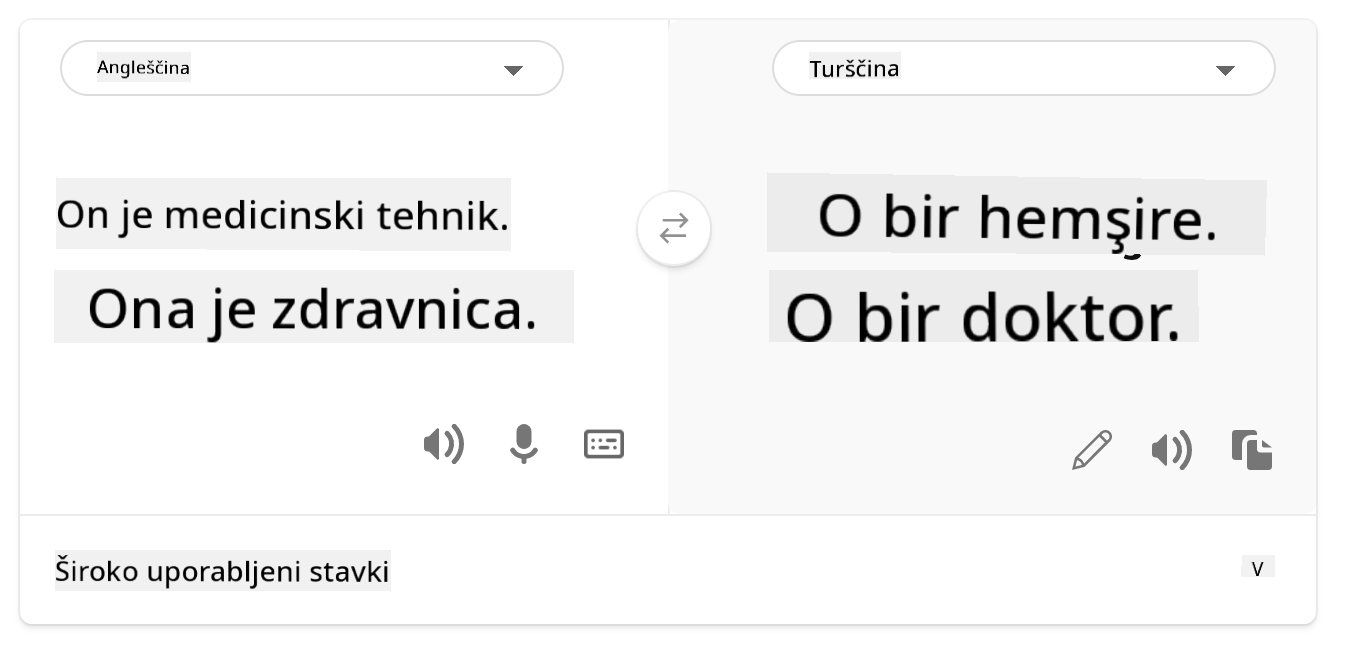 Angleščina
Turščina
On je medicinski tehnik.
Ona je zdravnica.
O bir hemşire.
O bir doktor.
Široko uporabljeni stavki
V